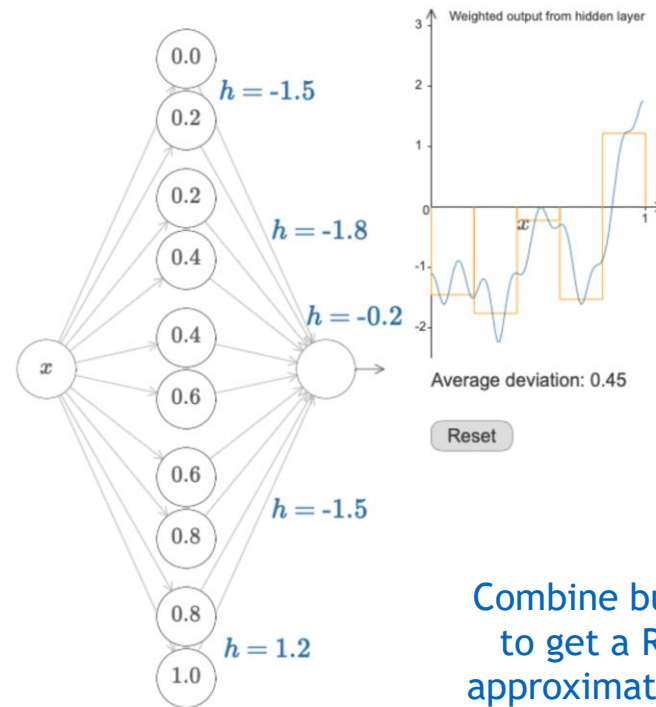 0.0
h = -1.5
0.2
0.2
h = -1.8
0.4
h = -0.2
0.4
x
0.6
0.6
h = -1.5
0.8
0.8
h = 1.2
1.0
Weighted output from hidden layer
3
2
1
0
x
1
-1
-2
Average deviation: 0.45
Reset
Combine
to get a